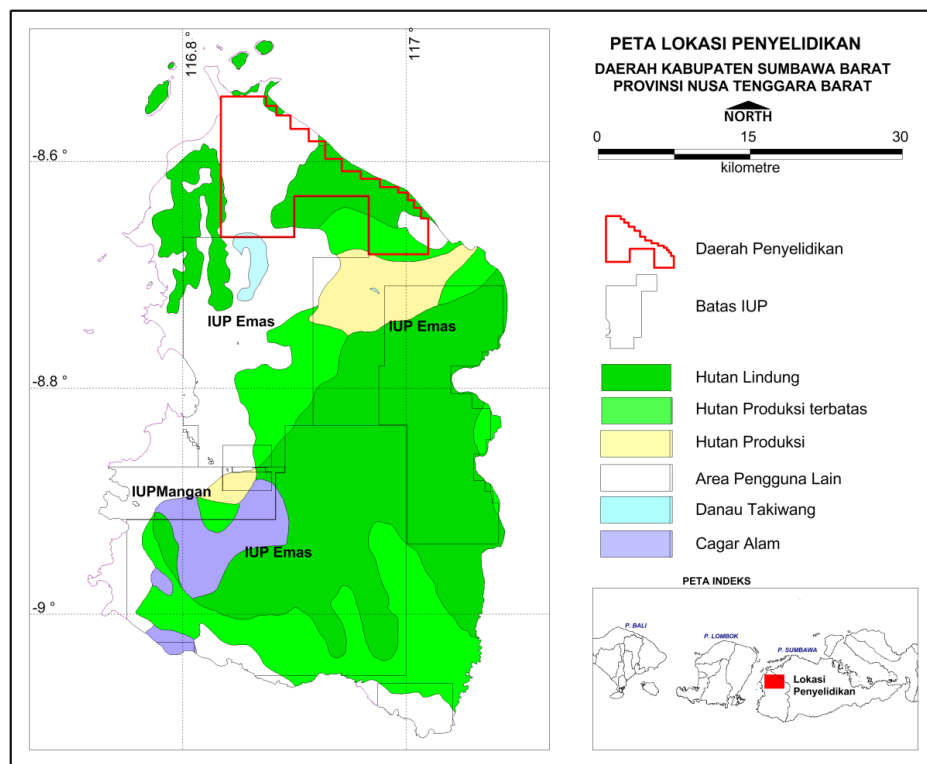 116.8 °
117 °
-8.6 °
-8.8 °
-9 °
IUP Emas
IUP Emas
IUPMangan
IUP Emas
PETA LOKASI PENYELIDIKAN
DAERAH KABUPATEN SUMBAWA BARAT
PROVINSI NUSA TENGGARA BARAT
NORTH
0 15 30
kilometre
Daerah Penyelidikan
Batas IUP
Hutan Lindung
Hutan Produksi terbatas
Hutan Produksi
Area Pengguna Lain
Danau Takiwang
Cagar Alam
PETA INDEKS
P. BALI
P. LOMBOK
P. SUMBAWA
Lokasi
Penyelidikan